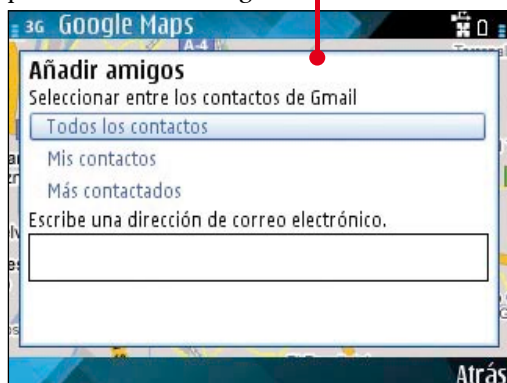 3G Google Maps
A-4
Añadir amigos
Seleccionar entre los contactos de Gmail
Todos los contactos
Mis contactos
Más contactados
Escribe una dirección de correo electrónico.
Atrás